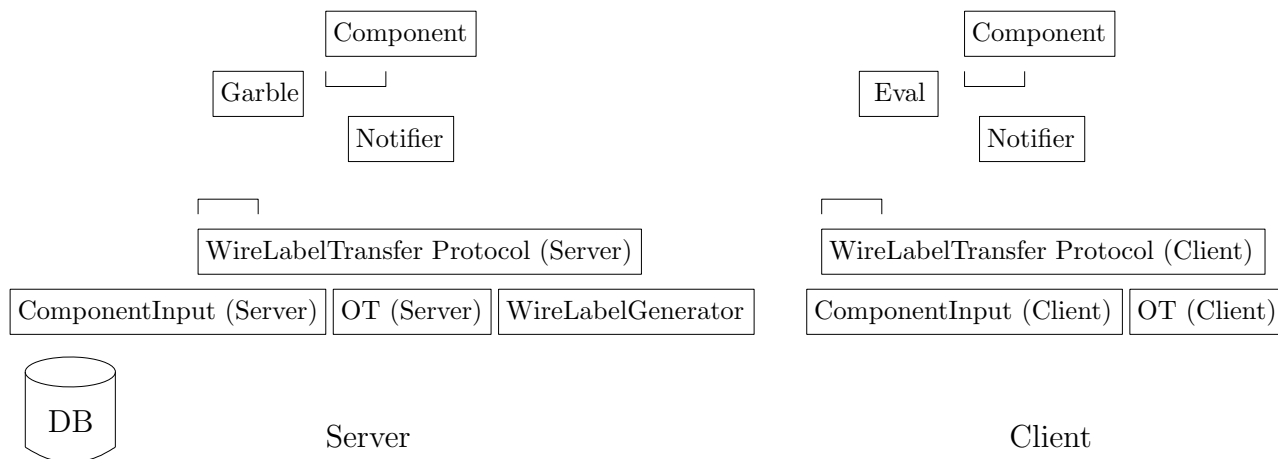 Component
Component
Garble
Eval
Notifier
Notifier
WireLabelTransfer Protocol (Server)
WireLabelTransfer Protocol (Client)
ComponentInput (Server)
OT (Server)
WireLabelGenerator
ComponentInput (Client)
OT (Client)
DB
Server
Client